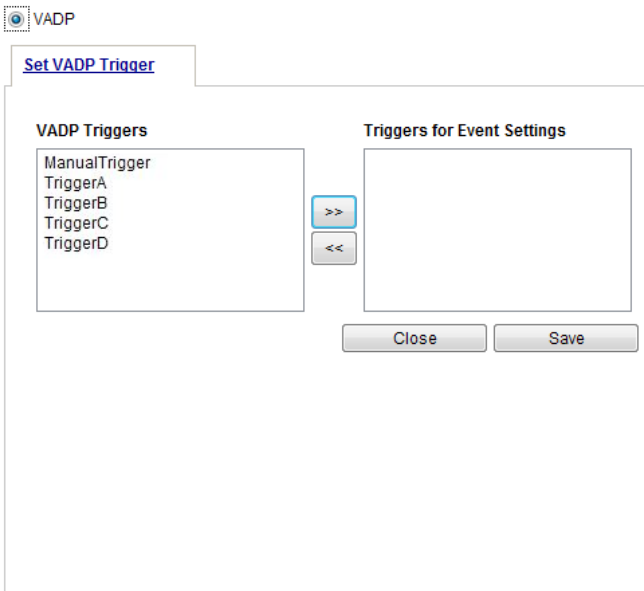 VADP
Set VADP Trigger
VADP Triggers
Triggers for Event Settings
ManualTrigger
TriggerA
TriggerB
TriggerC
TriggerD
>>
<<
Close
Save